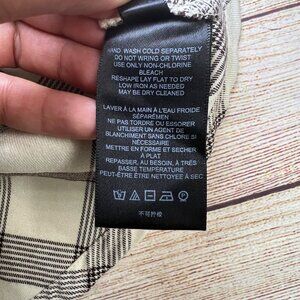 HAND WASH COLD SEPARATELY
DO NOT WRING OR TWIST
USE ONLY NON-CHLORINE
BLEACH
RESHAPE LAY FLAT TO DRY
LOW IRON AS NEEDED
MAY BE DRY CLEANED
LAVER À LA MAIN À L'EAU FROIDE
SÉPARÉMEN
NE PAS TORDRE OU ESSORER
UTILISER UN AGENT DE
BLANCHIMENT SANS CHLORE SI
NÉCESSAIRE
METTRE EN FORME ET SECHER
À PLAT
REPASSER, AU BESOIN, À TRÈS
BASSE TEMPERATURE
PEUT-ÊTRE NETTOYEE À SEC
不可拧绞